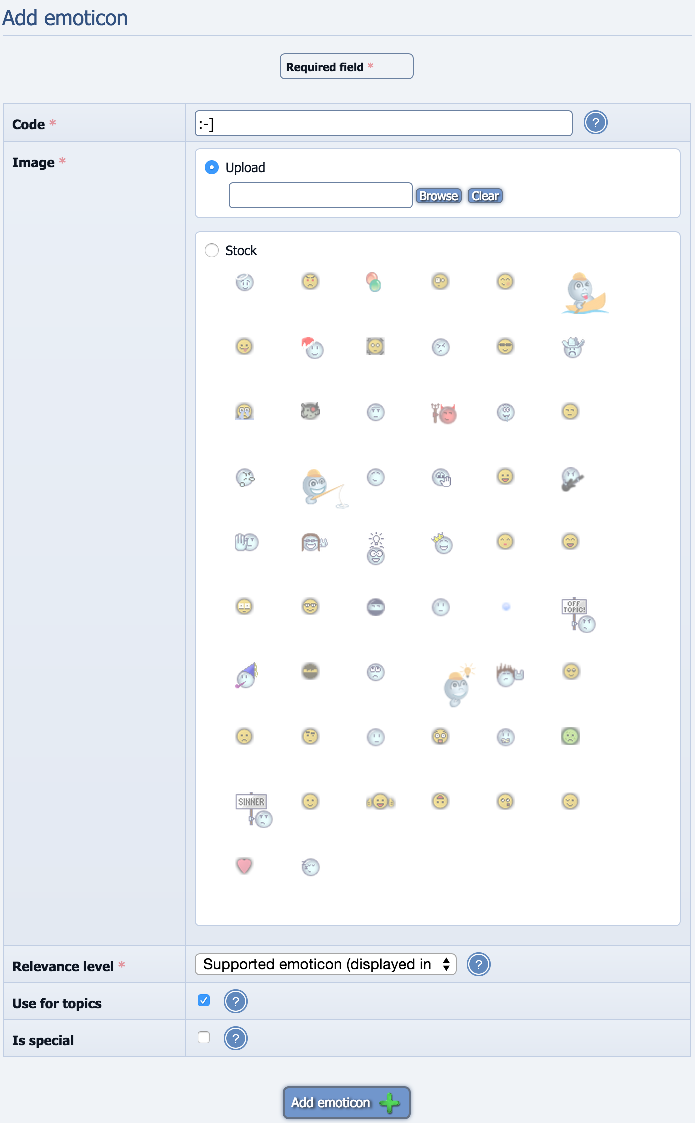 Add emoticon
Required field *
Code *
:-]
?
Image *
Upload
Browse
Clear
Stock
OFF
TOPIC!
SINNER
Relevance level *
Supported emoticon (displayed in
?
Use for topics
?
Is special
?
Add emoticon